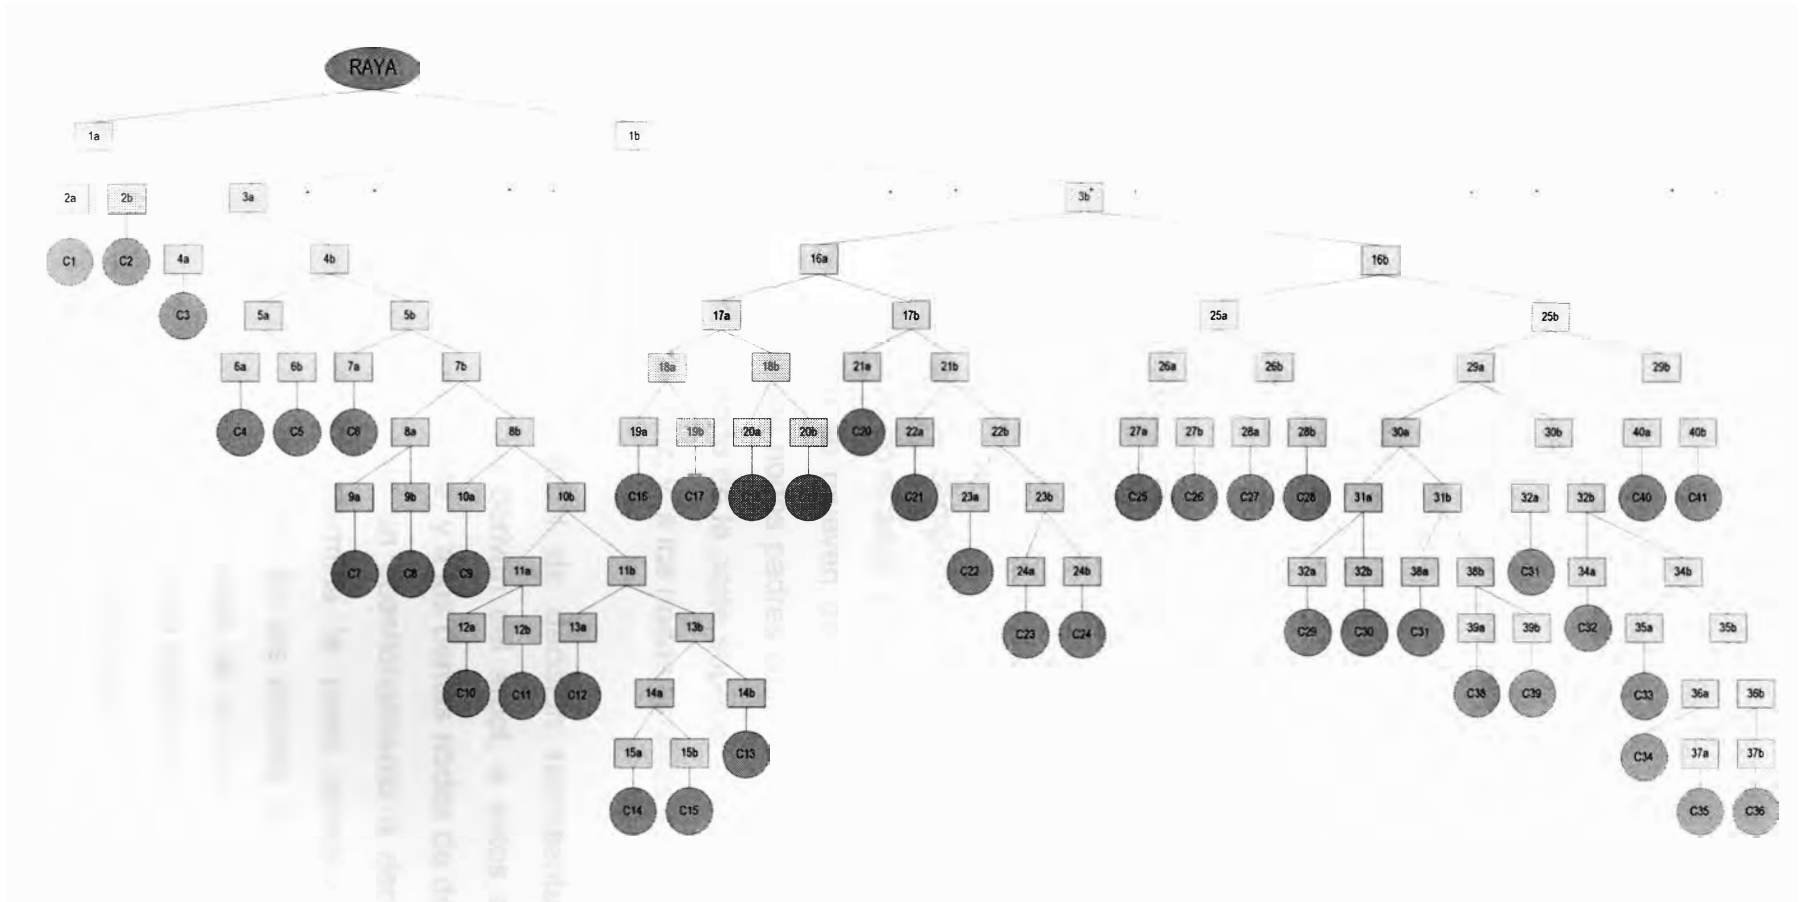 RAYA
1a 1b
2a 2b 3a 3b
C1 C2 4a 4b 16a 16b
C3 5a 5b 17a 17b 25a 25b
6a 6b 7a 7b 18a 18b 21a 21b 26a 26b 29a 29b
C4 C5 C6 8a 8b 19a 19b 20a 20b C20 22a 22b 27a 27b 28a 28b 30a 30b 40a 40b
9a 9b 10a 10b C16 C17 C21 23a 23b C25 C26 C27 C28 31a 31b 32a 32b C40 C41
C7 C8 C9 11a 11b C22 24a 24b 32a 32b 38a 38b C31 34a 34b
12a 12b 13a 13b C23 C24 C29 C30 C31 39a 39b C32 35a 35b
C10 C11 C12 14a 14b C38 C39 C33 36a 36b
15a 15b C13 C34 37a 37b
C14 C15 C35 C36